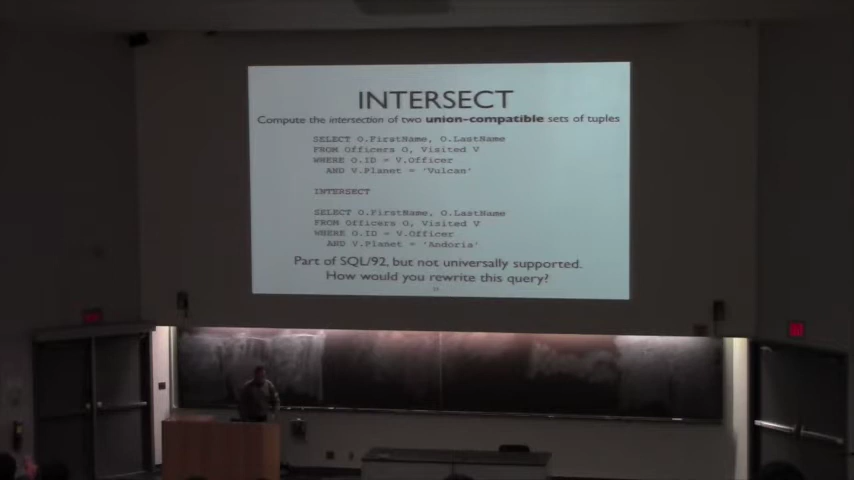 INTERSECT
Compute the intersection of two union-compatible sets of tuples
SELECT O.FirstName, O.LastName
FROM Officers O, Visited V
WHERE O.ID = V.Officer
AND V.Planet = 'Vulcan'
INTERSECT
SELECT O.FirstName, O.LastName
FROM Officers O, Visited V
WHERE O.ID = V.Officer
AND V.Planet = 'Andoria'
Part of SQL/92, but not universally supported.
How would you rewrite this query?